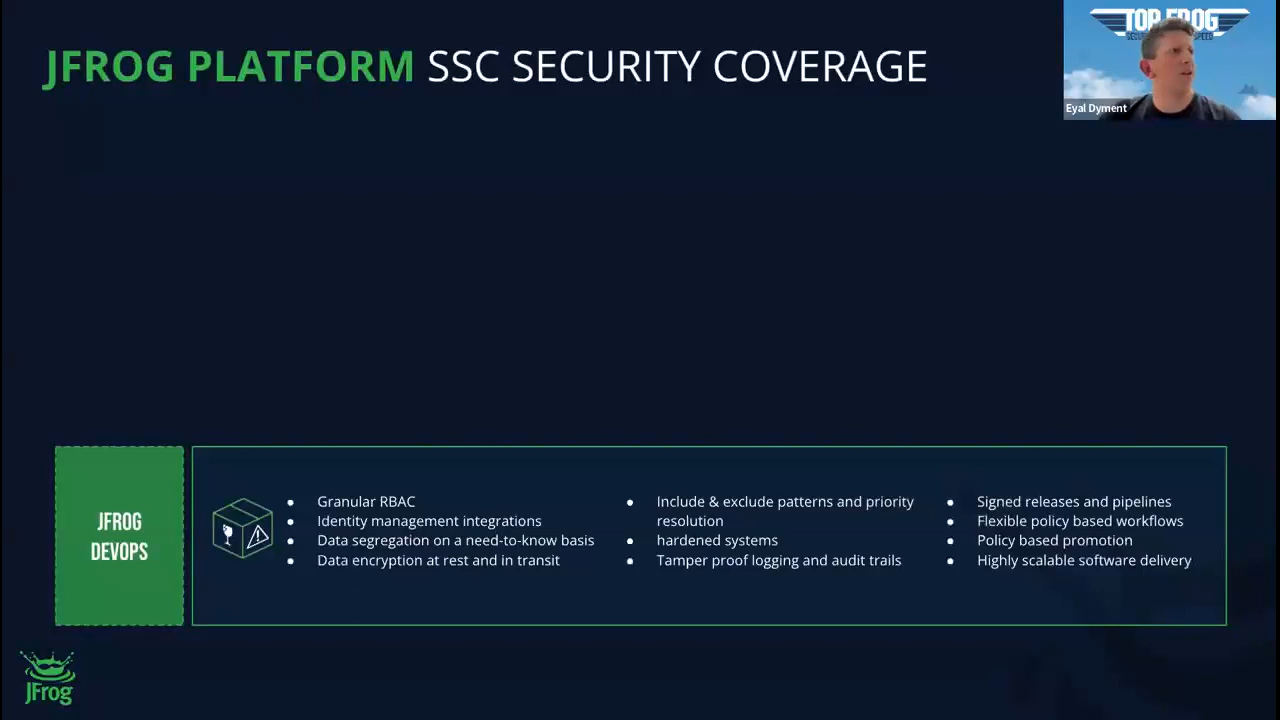 JFROG PLATFORM SSC SECURITY COVERAGE
TOP FROG
Eyal Dyment
JFROG
DEVOPS
Granular RBAC
Identity management integrations
Data segregation on a need-to-know basis
Data encryption at rest and in transit
Include & exclude patterns and priority
resolution
hardened systems
Tamper proof logging and audit trails
Signed releases and pipelines
Flexible policy based workflows
Policy based promotion
Highly scalable software delivery
JFrog